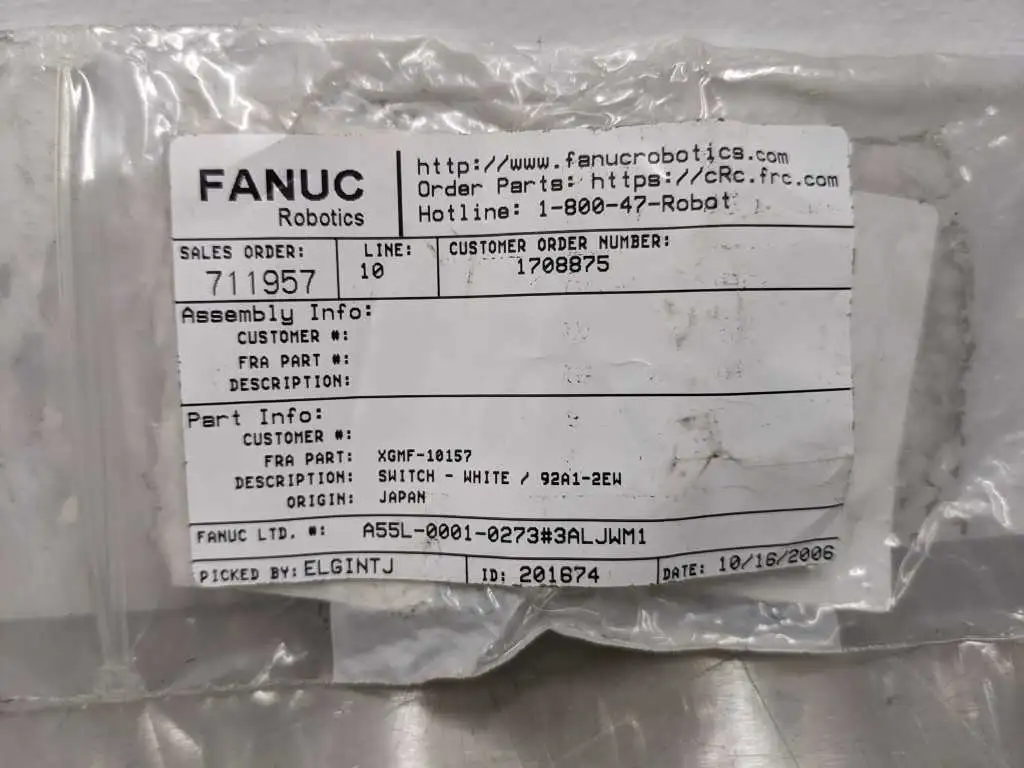 FANUC
Robotics
http://www.fanucrobotics.com
Order Parts: https://cRc.frc.com
Hotline: 1-800-47-Robot
SALES ORDER: LINE: CUSTOMER ORDER NUMBER:
711957 10 1708875
Assembly Info:
CUSTOMER #:
FRA PART #:
DESCRIPTION:
Part Info:
CUSTOMER #:
FRA PART: XGMF-10157
DESCRIPTION: SWITCH - WHITE / 92A1-2EW
ORIGIN: JAPAN
FANUC LTD. #: A55L-0001-0273#3ALJWM1
PICKED BY: ELGINTJ ID: 201674 DATE: 10/16/2006